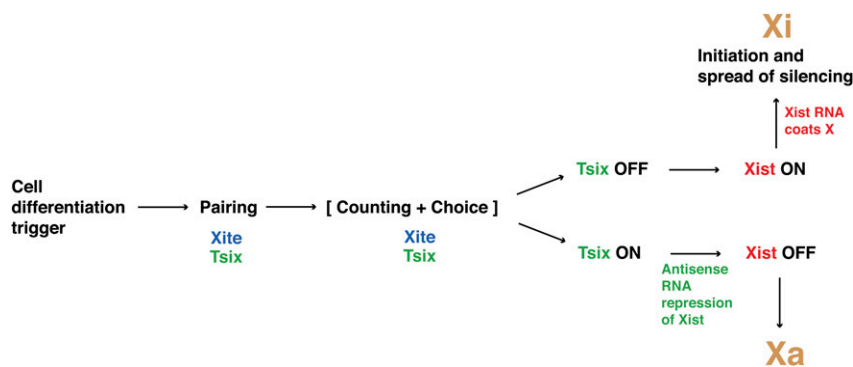 Xi
Initiation and
spread of silencing
Xist RNA
coats X
Tsix OFF
Xist ON
Cell
differentiation
trigger
Pairing
[ Counting + Choice ]
Xite
Tsix
Xite
Tsix
Tsix ON
Xist OFF
Antisense
RNA
repression
of Xist
Xa